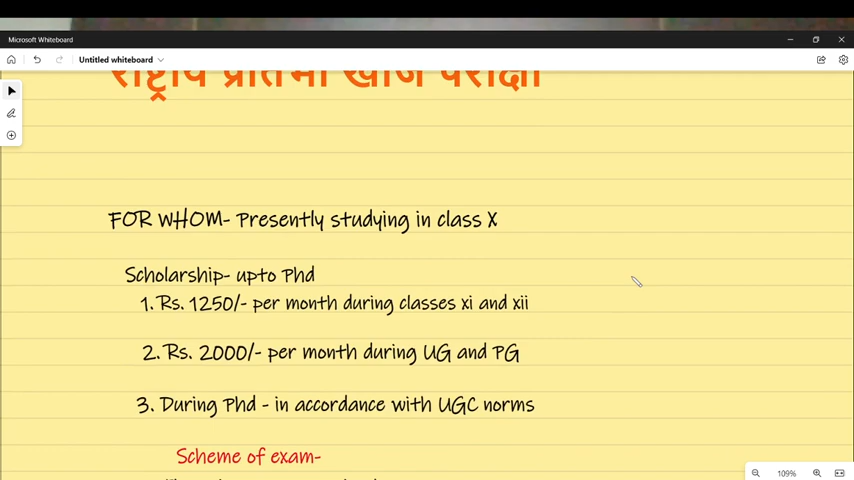 Microsoft Whiteboard
Untitled whiteboard
राष्ट्रीय प्रतिभा खोज परीक्षा
FOR WHOM- Presently studying in class X
Scholarship- upto Phd
1. Rs. 1250/- per month during classes xi and xii
2. Rs. 2000/- per month during UG and PG
3. During Phd - in accordance with UGC norms
Scheme of exam-
109%